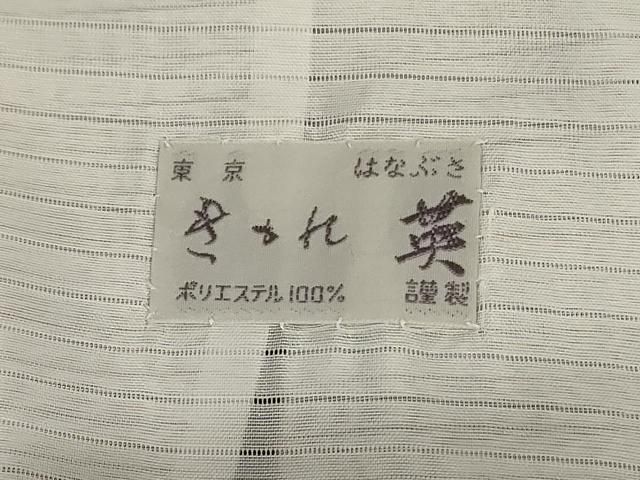 東京 はなぶさ
きもの 英
ポリエステル100% 謹製